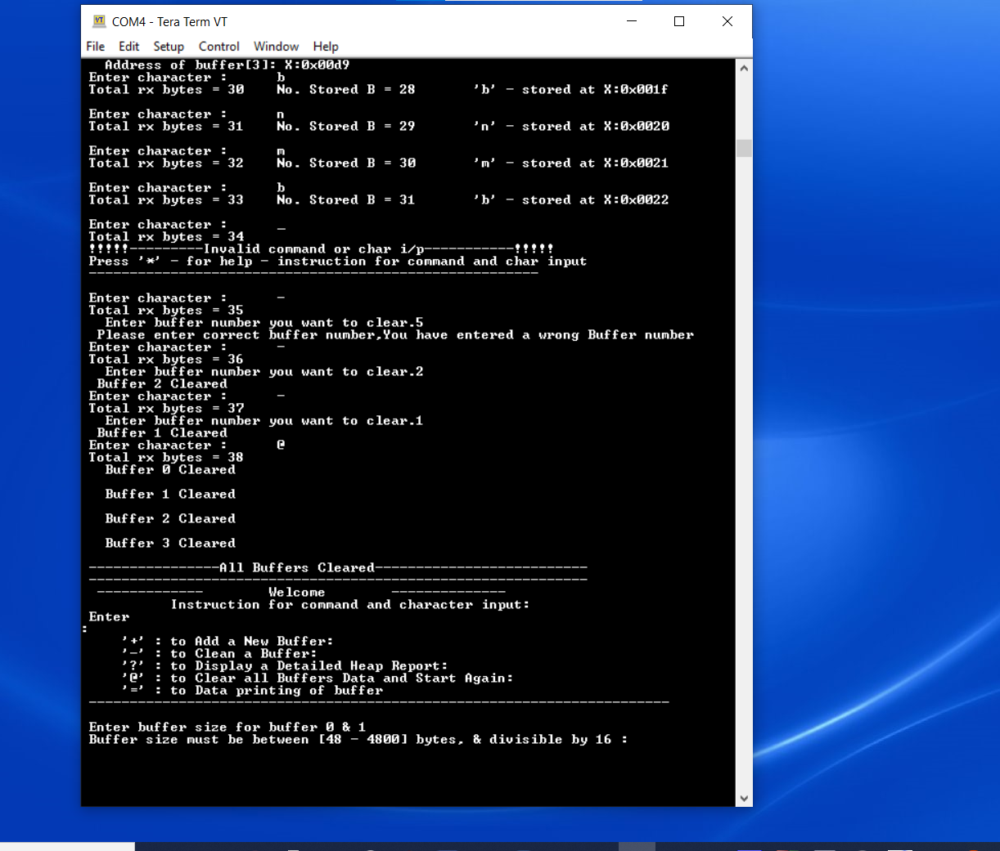 COM4 - Tera Term VT
File Edit Setup Control Window Help
Address of buffer[3]: X:0x00d9
Enter character : b
Total rx bytes = 30 No. Stored B = 28 'b' - stored at X:0x001f
Enter character : n
Total rx bytes = 31 No. Stored B = 29 'n' - stored at X:0x0020
Enter character : m
Total rx bytes = 32 No. Stored B = 30 'm' - stored at X:0x0021
Enter character : b
Total rx bytes = 33 No. Stored B = 31 'b' - stored at X:0x0022
Enter character : _
Total rx bytes = 34
!!!!!---------Invalid command or char i/p-----------!!!!!
Press '*' - for help - instruction for command and char input
-------------------------------------------------------
Enter character : -
Total rx bytes = 35
Enter buffer number you want to clear.5
Please enter correct buffer number,You have entered a wrong Buffer number
Enter character : -
Total rx bytes = 36
Enter buffer number you want to clear.2
Buffer 2 Cleared
Enter character : -
Total rx bytes = 37
Enter buffer number you want to clear.1
Buffer 1 Cleared
Enter character : @
Total rx bytes = 38
Buffer 0 Cleared
Buffer 1 Cleared
Buffer 2 Cleared
Buffer 3 Cleared
----------------All Buffers Cleared--------------------------
-------------------------------------------------------------
------------- Welcome --------------
Instruction for command and character input:
Enter
:
'+' : to Add a New Buffer:
'-' : to Clean a Buffer:
'?' : to Display a Detailed Heap Report:
'@' : to Clear all Buffers Data and Start Again:
'=' : to Data printing of buffer
-----------------------------------------------------------------------
Enter buffer size for buffer 0 & 1
Buffer size must be between [48 - 4800] bytes, & divisible by 16 :